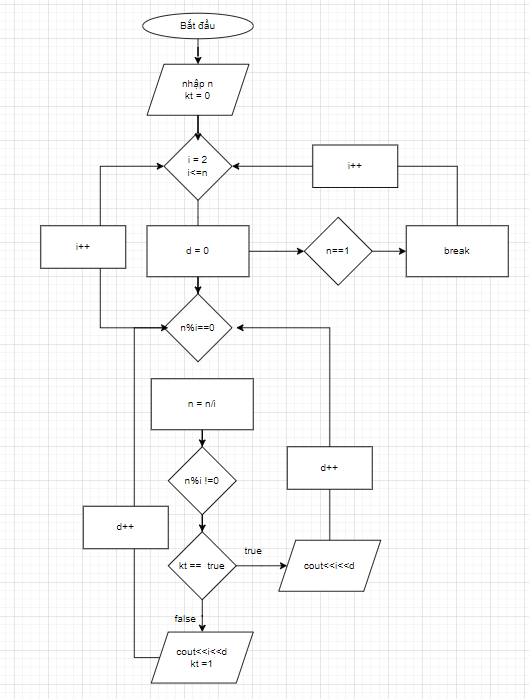 Bắt đầu
nhập n
kt = 0
i = 2
i<=n
i++
i++
d = 0
n==1
break
n%i==0
n = n/i
d++
n%i !=0
d++
true
kt == true
cout<<i<<d
false
cout<<i<<d
kt =1